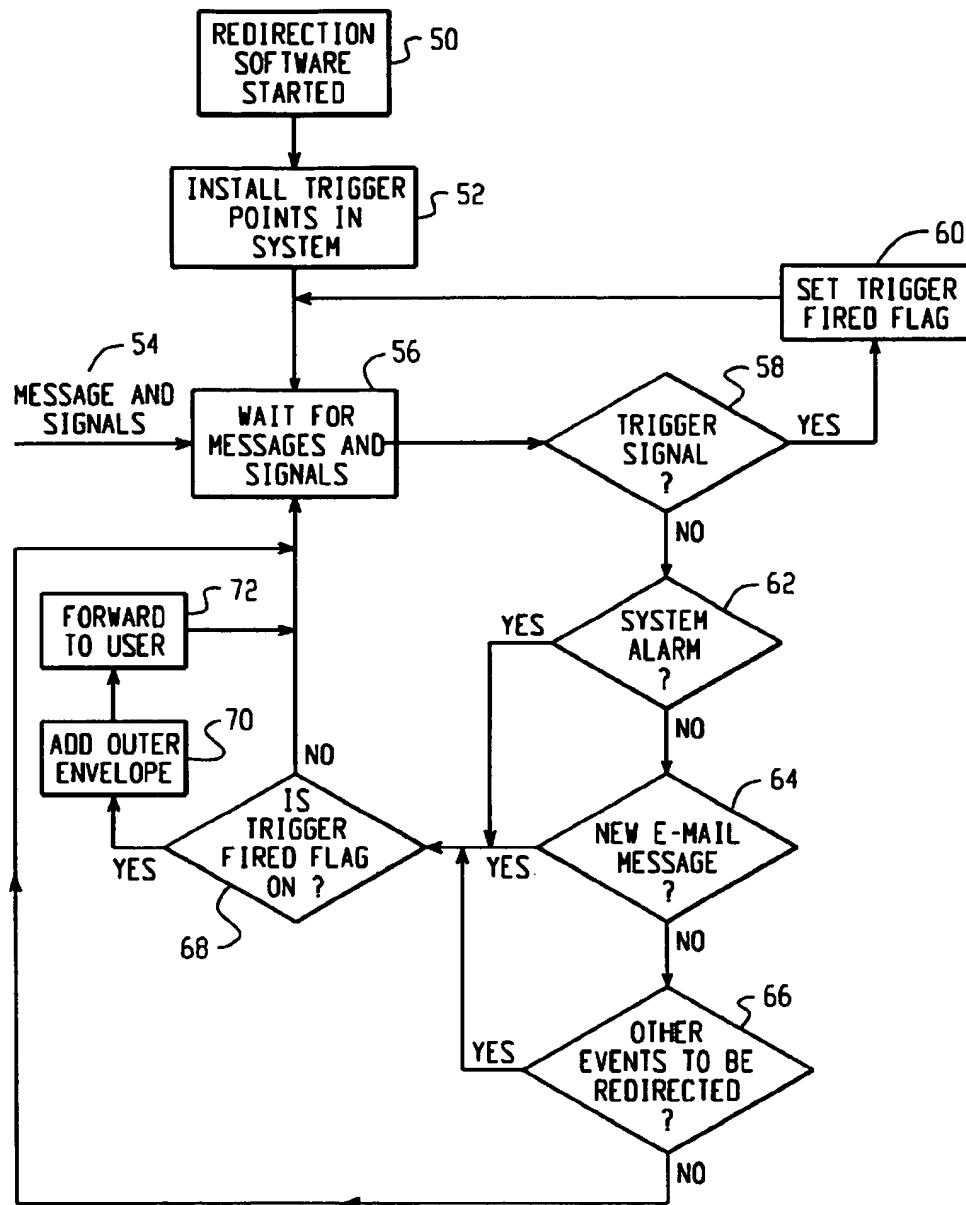 REDIRECTION
SOFTWARE
STARTED
50
INSTALL TRIGGER
POINTS IN
SYSTEM
52
60
SET TRIGGER
FIRED FLAG
54
MESSAGE AND
SIGNALS
56
WAIT FOR
MESSAGES AND
SIGNALS
58
TRIGGER
SIGNAL
?
YES
NO
62
SYSTEM
ALARM
?
YES
NO
72
FORWARD
TO USER
70
ADD OUTER
ENVELOPE
NO
IS
TRIGGER
FIRED FLAG
ON ?
YES
68
64
NEW E-MAIL
MESSAGE
?
YES
NO
66
OTHER
EVENTS TO BE
REDIRECTED
?
YES
NO